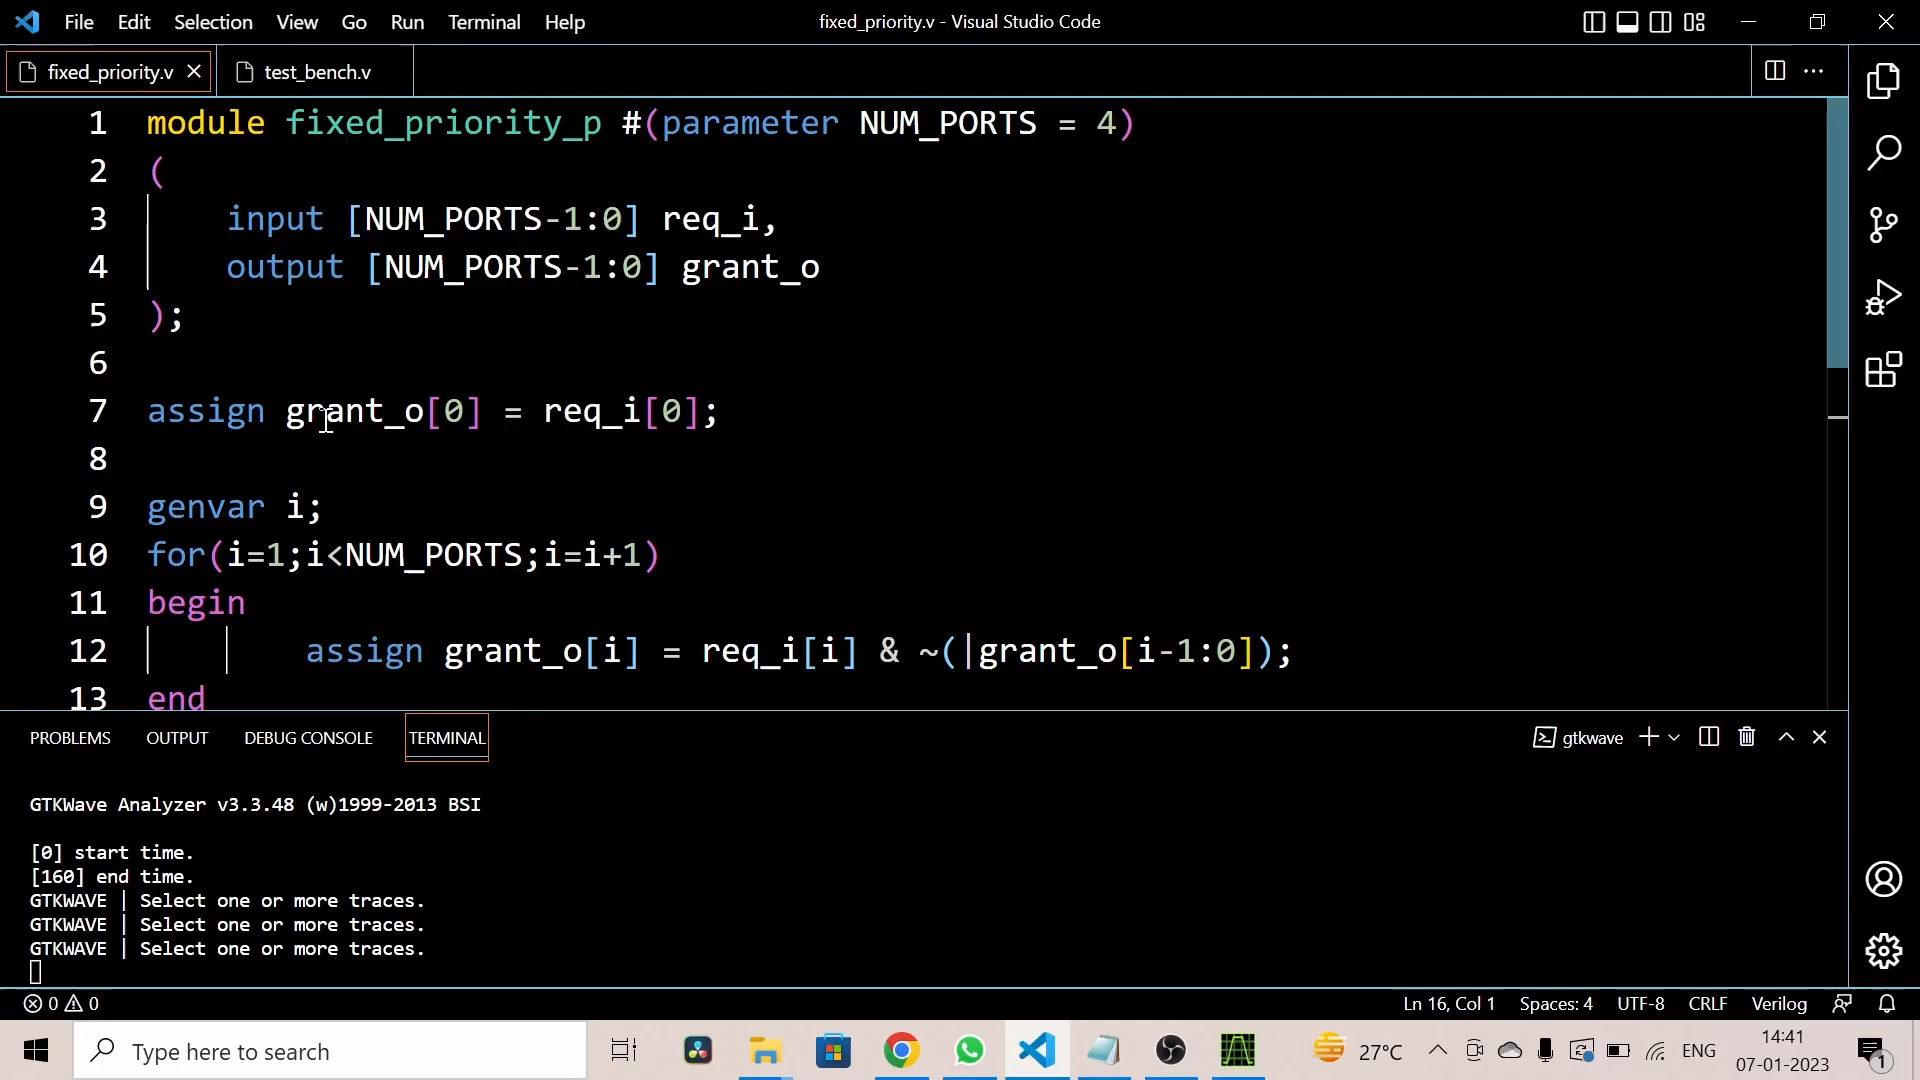 File Edit Selection View Go Run Terminal Help
fixed_priority.v - Visual Studio Code
fixed_priority.v
test_bench.v
1 module fixed_priority_p #(parameter NUM_PORTS = 4)
2 (
3 input [NUM_PORTS-1:0] req_i,
4 output [NUM_PORTS-1:0] grant_o
5 );
6
7 assign grant_o[0] = req_i[0];
8
9 genvar i;
10 for(i=1;i<NUM_PORTS;i=i+1)
11 begin
12 assign grant_o[i] = req_i[i] & ~(|grant_o[i-1:0]);
13 end
PROBLEMS OUTPUT DEBUG CONSOLE TERMINAL
gtkwave
GTKWave Analyzer v3.3.48 (w)1999-2013 BSI
[0] start time.
[160] end time.
GTKWAVE | Select one or more traces.
GTKWAVE | Select one or more traces.
GTKWAVE | Select one or more traces.
0 0
Ln 16, Col 1 Spaces: 4 UTF-8 CRLF Verilog
Type here to search
27°C
ENG
14:41
07-01-2023
1